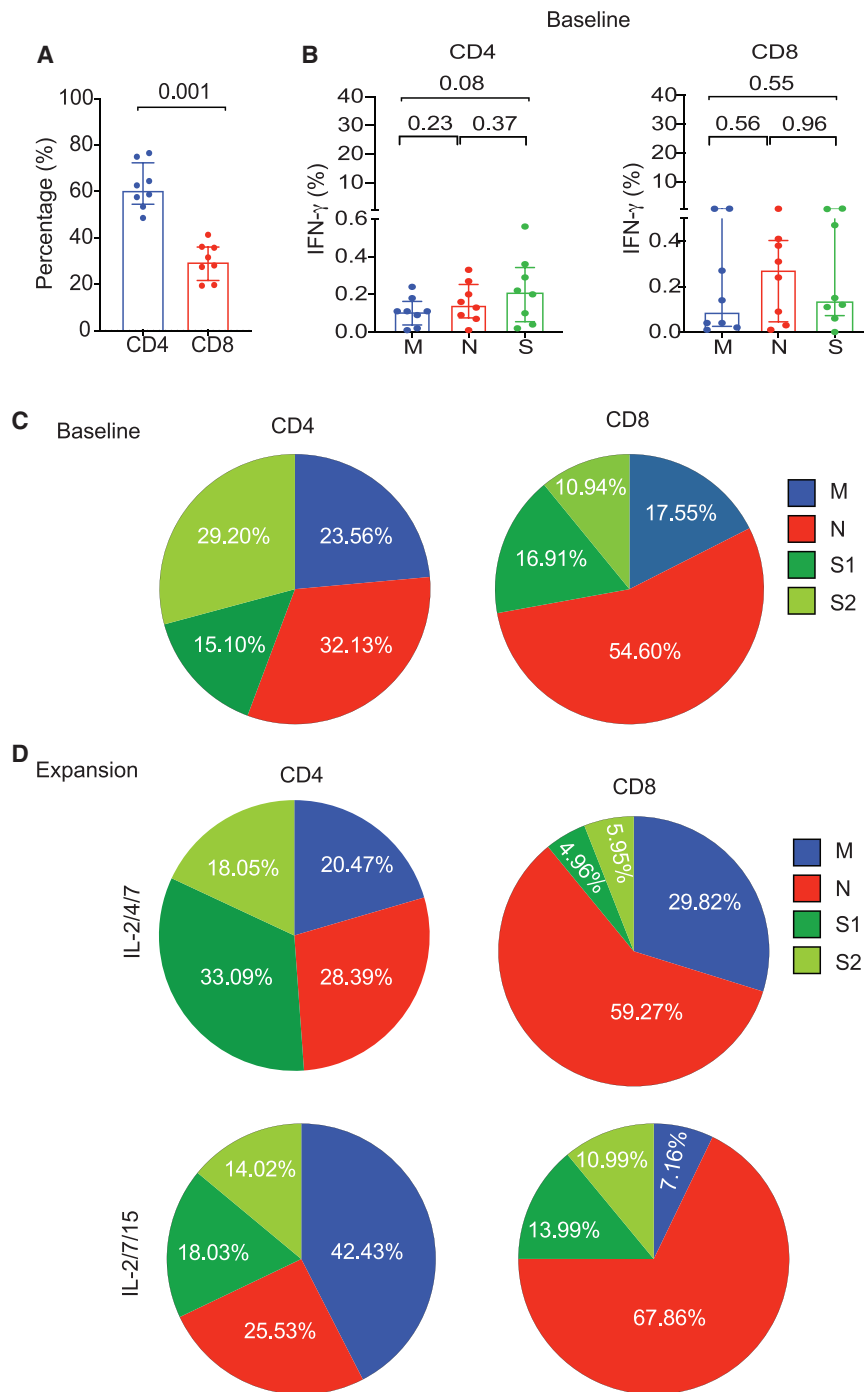 Baseline
A
B
CD4
CD8
0.001
0.08
0.55
0.23
0.37
0.56
0.96
Percentage (%)
100
80
60
40
20
0
CD4
CD8
IFN-γ (%)
40
30
20
10
0.6
0.4
0.2
0.0
M
N
S
IFN-γ (%)
40
30
20
10
0.4
0.2
0.0
M
N
S
C
Baseline
CD4
CD8
29.20%
23.56%
15.10%
32.13%
10.94%
17.55%
16.91%
54.60%
M
N
S1
S2
D
Expansion
CD4
CD8
IL-2/4/7
18.05%
20.47%
33.09%
28.39%
4.96%
5.95%
29.82%
59.27%
M
N
S1
S2
IL-2/7/15
14.02%
18.03%
42.43%
25.53%
10.99%
7.16%
13.99%
67.86%